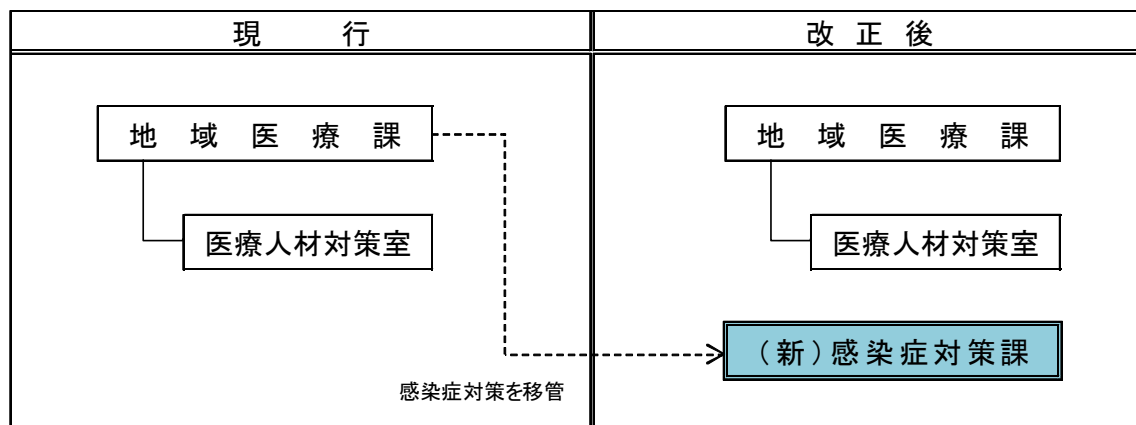 現　行
改正後
地域医療課
医療人材対策室
感染症対策を移管
地域医療課
医療人材対策室
（新）感染症対策課